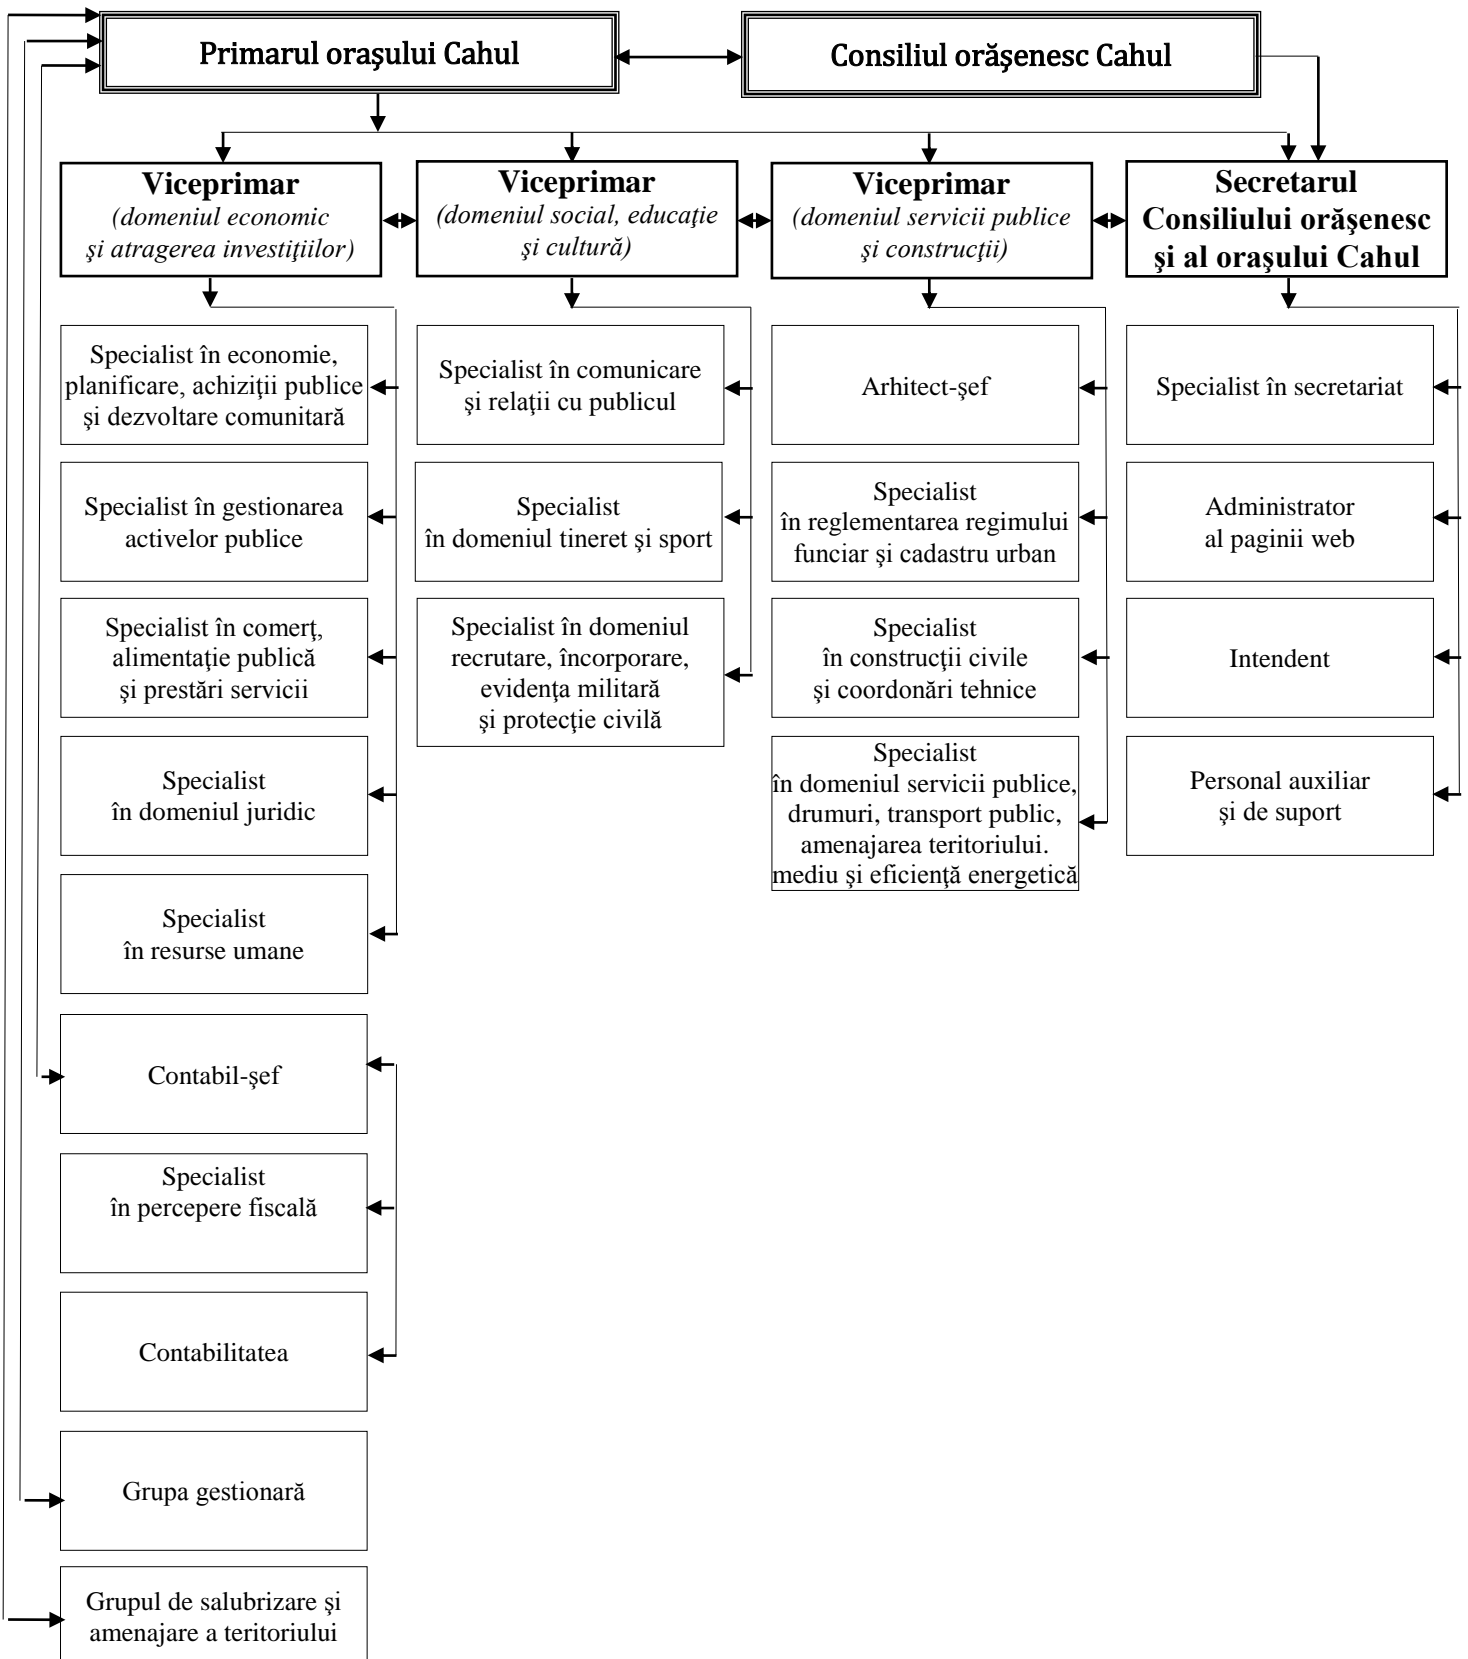 Primarul oraşului Cahul
Consiliul orăşenesc Cahul
Viceprimar
(domeniul economic
şi atragerea investiţiilor)
Viceprimar
(domeniul social, educaţie
şi cultură)
Viceprimar
(domeniul servicii publice
şi construcţii)
Secretarul
Consiliului orăşenesc
şi al oraşului Cahul
Specialist în economie,
planificare, achiziţii publice
şi dezvoltare comunitară
Specialist în gestionarea
activelor publice
Specialist în comerţ,
alimentaţie publică
şi prestări servicii
Specialist
în domeniul juridic
Specialist
în resurse umane
Specialist în comunicare
şi relaţii cu publicul
Specialist
în domeniul tineret şi sport
Specialist în domeniul
recrutare, încorporare,
evidenţa militară
şi protecţie civilă
Arhitect-şef
Specialist
în reglementarea regimului
funciar şi cadastru urban
Specialist
în construcţii civile
şi coordonări tehnice
Specialist
în domeniul servicii publice,
drumuri, transport public,
amenajarea teritoriului.
mediu şi eficienţă energetică
Specialist în secretariat
Administrator
al paginii web
Intendent
Personal auxiliar
şi de suport
Contabil-şef
Specialist
în percepere fiscală
Contabilitatea
Grupa gestionară
Grupul de salubrizare şi
amenajare a teritoriului